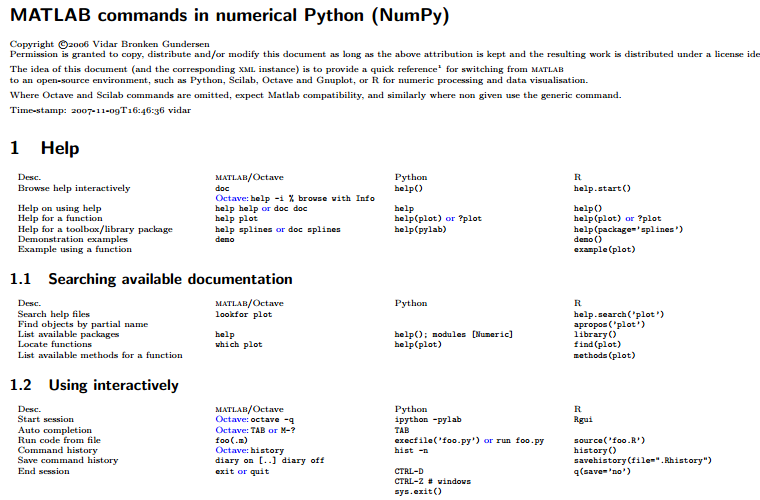 MATLAB commands in numerical Python (NumPy)
Copyright ©2006 Vidar Bronken Gundersen
Permission is granted to copy, distribute and/or modify this document as long as the above attribution is kept and the resulting work is distributed under a license ide
The idea of this document (and the corresponding XML instance) is to provide a quick reference¹ for switching from MATLAB
to an open-source environment, such as Python, Scilab, Octave and Gnuplot, or R for numeric processing and data visualisation.
Where Octave and Scilab commands are omitted, expect Matlab compatibility, and similarly where non given use the generic command.
Time-stamp: 2007-11-09T16:46:36 vidar
1 Help
Desc. MATLAB/Octave Python R
Browse help interactively doc help() help.start()
Octave: help -i % browse with Info
Help on using help help help or doc doc help help()
Help for a function help plot help(plot) or ?plot help(plot) or ?plot
Help for a toolbox/library package help splines or doc splines help(pylab) help(package='splines')
Demonstration examples demo demo()
Example using a function example(plot)
1.1 Searching available documentation
Desc. MATLAB/Octave Python R
Search help files lookfor plot help.search('plot')
Find objects by partial name apropos('plot')
List available packages help help(); modules [Numeric] library()
Locate functions which plot help(plot) find(plot)
List available methods for a function methods(plot)
1.2 Using interactively
Desc. MATLAB/Octave Python R
Start session Octave: octave -q ipython -pylab Rgui
Auto completion Octave: TAB or M-? TAB
Run code from file foo(.m) execfile('foo.py') or run foo.py source('foo.R')
Command history Octave: history hist -n history()
Save command history diary on [..] diary off savehistory(file=".Rhistory")
End session exit or quit CTRL-D q(save='no')
CTRL-Z # windows
sys.exit()